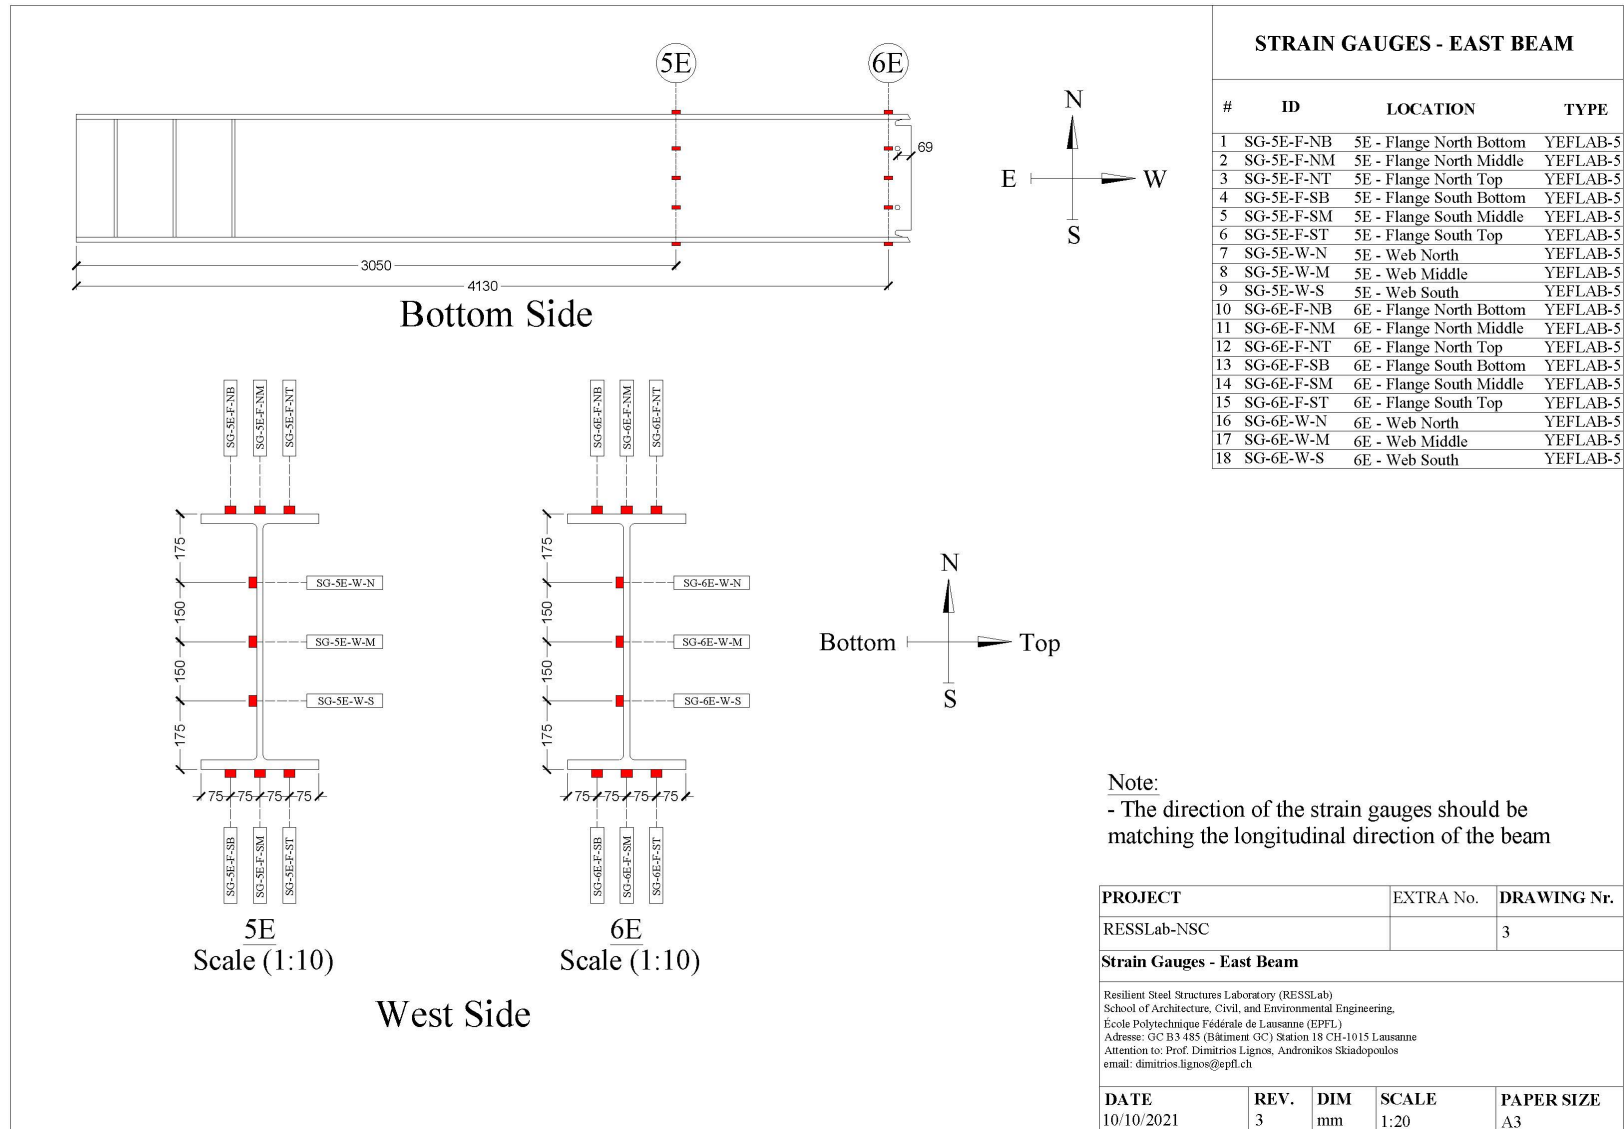 5E
6E
N
E
W
S
69
3050
4130
Bottom Side
STRAIN GAUGES - EAST BEAM
# ID LOCATION TYPE
1 SG-5E-F-NB 5E - Flange North Bottom YEFLAB-5
2 SG-5E-F-NM 5E - Flange North Middle YEFLAB-5
3 SG-5E-F-NT 5E - Flange North Top YEFLAB-5
4 SG-5E-F-SB 5E - Flange South Bottom YEFLAB-5
5 SG-5E-F-SM 5E - Flange South Middle YEFLAB-5
6 SG-5E-F-ST 5E - Flange South Top YEFLAB-5
7 SG-5E-W-N 5E - Web North YEFLAB-5
8 SG-5E-W-M 5E - Web Middle YEFLAB-5
9 SG-5E-W-S 5E - Web South YEFLAB-5
10 SG-6E-F-NB 6E - Flange North Bottom YEFLAB-5
11 SG-6E-F-NM 6E - Flange North Middle YEFLAB-5
12 SG-6E-F-NT 6E - Flange North Top YEFLAB-5
13 SG-6E-F-SB 6E - Flange South Bottom YEFLAB-5
14 SG-6E-F-SM 6E - Flange South Middle YEFLAB-5
15 SG-6E-F-ST 6E - Flange South Top YEFLAB-5
16 SG-6E-W-N 6E - Web North YEFLAB-5
17 SG-6E-W-M 6E - Web Middle YEFLAB-5
18 SG-6E-W-S 6E - Web South YEFLAB-5
SG-5E-F-NB
SG-5E-F-NM
SG-5E-F-NT
175
150
150
175
SG-5E-W-N
SG-5E-W-M
SG-5E-W-S
75 75 75 75
SG-5E-F-SB
SG-5E-F-SM
SG-5E-F-ST
5E
Scale (1:10)
SG-6E-F-NB
SG-6E-F-NM
SG-6E-F-NT
175
150
150
175
SG-6E-W-N
SG-6E-W-M
SG-6E-W-S
75 75 75 75
SG-6E-F-SB
SG-6E-F-SM
SG-6E-F-ST
6E
Scale (1:10)
West Side
N
Bottom
Top
S
Note:
- The direction of the strain gauges should be
matching the longitudinal direction of the beam
PROJECT EXTRA No. DRAWING Nr.
RESSLab-NSC 3
Strain Gauges - East Beam
Resilient Steel Structures Laboratory (RESSLab)
School of Architecture, Civil, and Environmental Engineering,
École Polytechnique Fédérale de Lausanne (EPFL)
Adresse: GC B3 485 (Bâtiment GC) Station 18 CH-1015 Lausanne
Attention to: Prof. Dimitrios Lignos, Andronikos Skiadopoulos
email: dimitrios.lignos@epfl.ch
DATE REV. DIM SCALE PAPER SIZE
10/10/2021 3 mm 1:20 A3